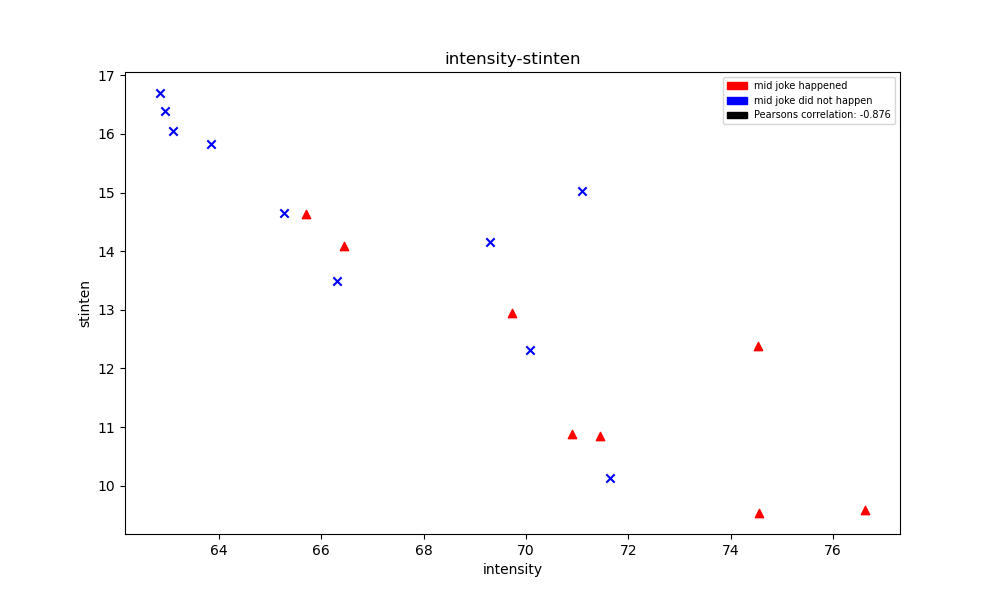 intensity-stinten
mid joke happened
mid joke did not happen
Pearsons correlation: -0.876
17
16
15
14
13
12
11
10
stinten
64 66 68 70 72 74 76
intensity